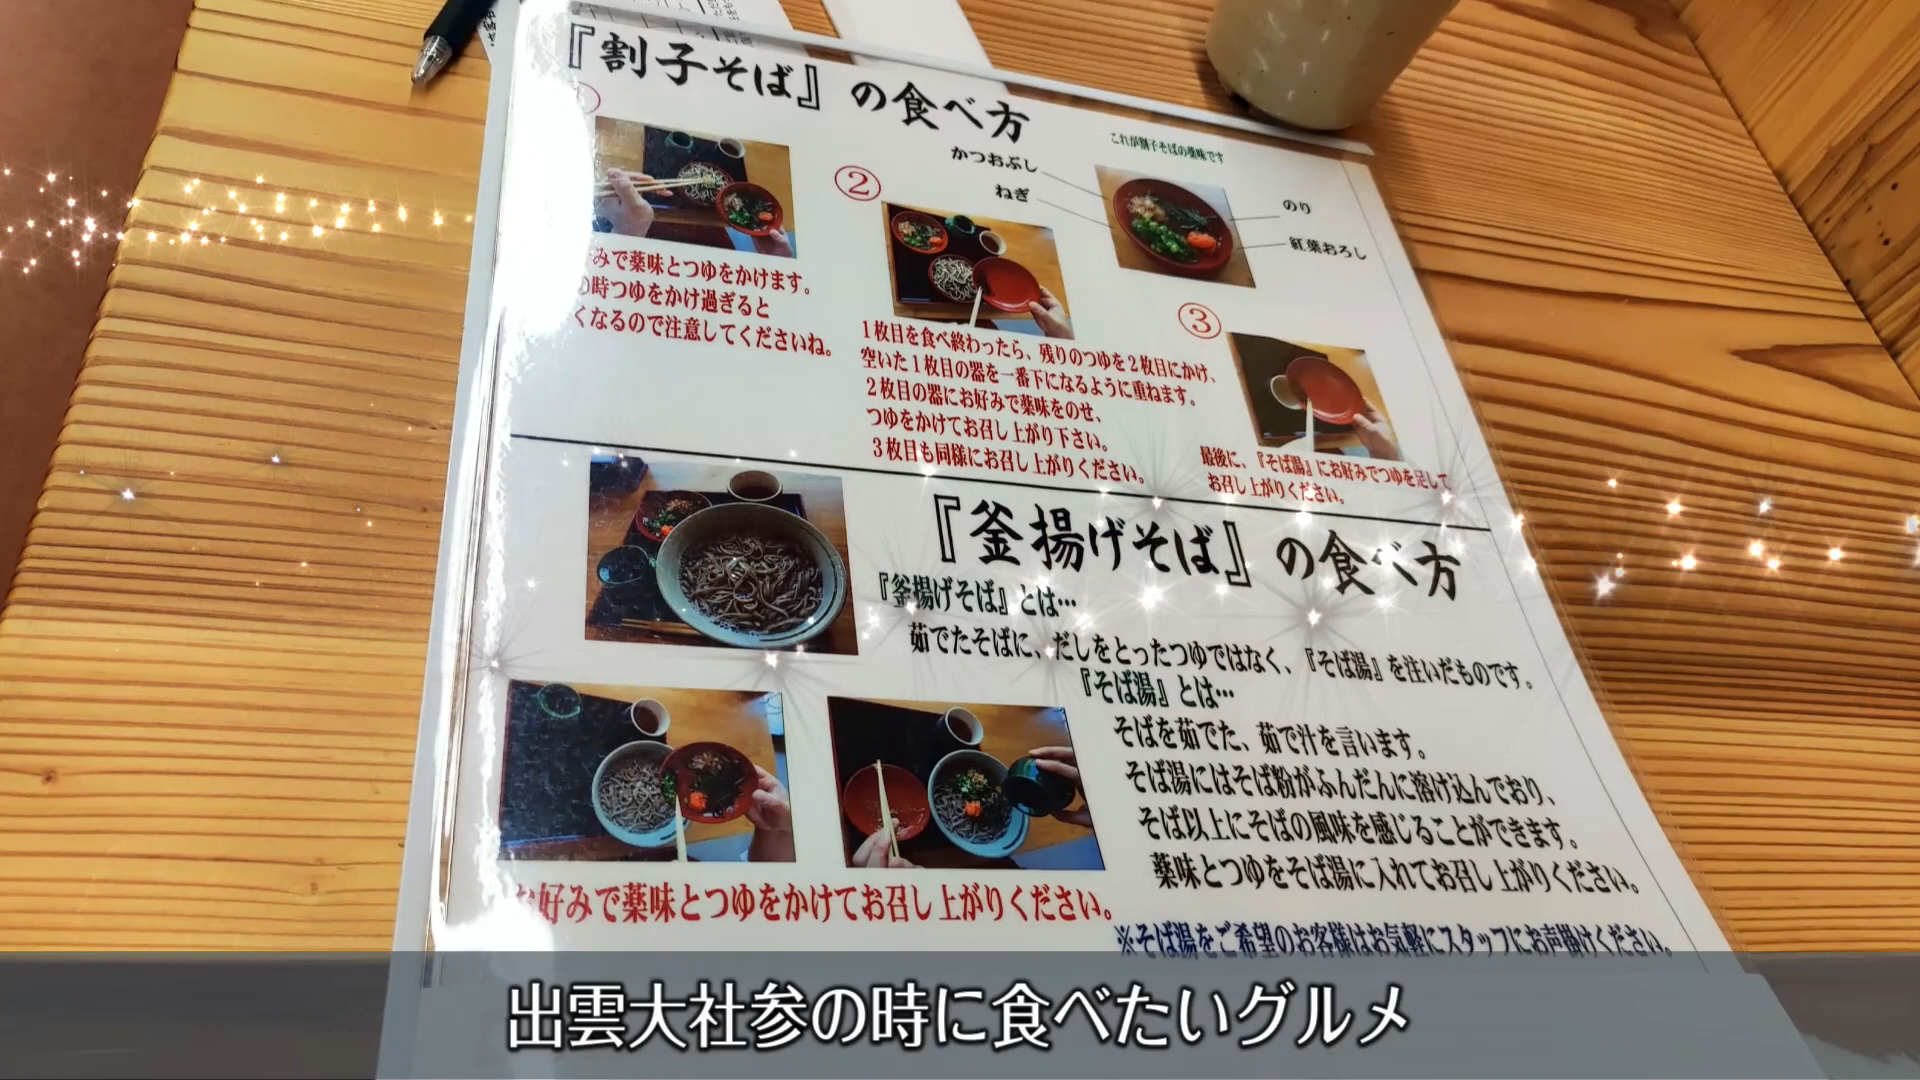 『割子そば』の食べ方
これが割子そばの薬味です
かつおぶし
ねぎ
のり
紅葉おろし
みで薬味とつゆをかけます。
の時つゆをかけ過ぎると
くなるので注意してくださいね。
②
1枚目を食べ終わったら、残りのつゆを2枚目にかけ、
空いた1枚目の器を一番下になるように重ねます。
2枚目の器にお好みで薬味をのせ、
つゆをかけてお召し上がり下さい。
3枚目も同様にお召し上がりください。
③
最後に、『そば湯』にお好みでつゆを足して
お召し上がりください。
『釜揚げそば』の食べ方
『釜揚げそば』とは…
茹でたそばに、だしをとったつゆではなく、『そば湯』を注いだものです。
『そば湯』とは…
そばを茹でた、茹で汁を言います。
そば湯にはそば粉がふんだんに溶け込んでおり、
そば以上にそばの風味を感じることができます。
薬味とつゆをそば湯に入れてお召し上がりください。
お好みで薬味とつゆをかけてお召し上がりください。
※そば湯をご希望のお客様はお気軽にスタッフにお声掛けください。
出雲大社参の時に食べたいグルメ